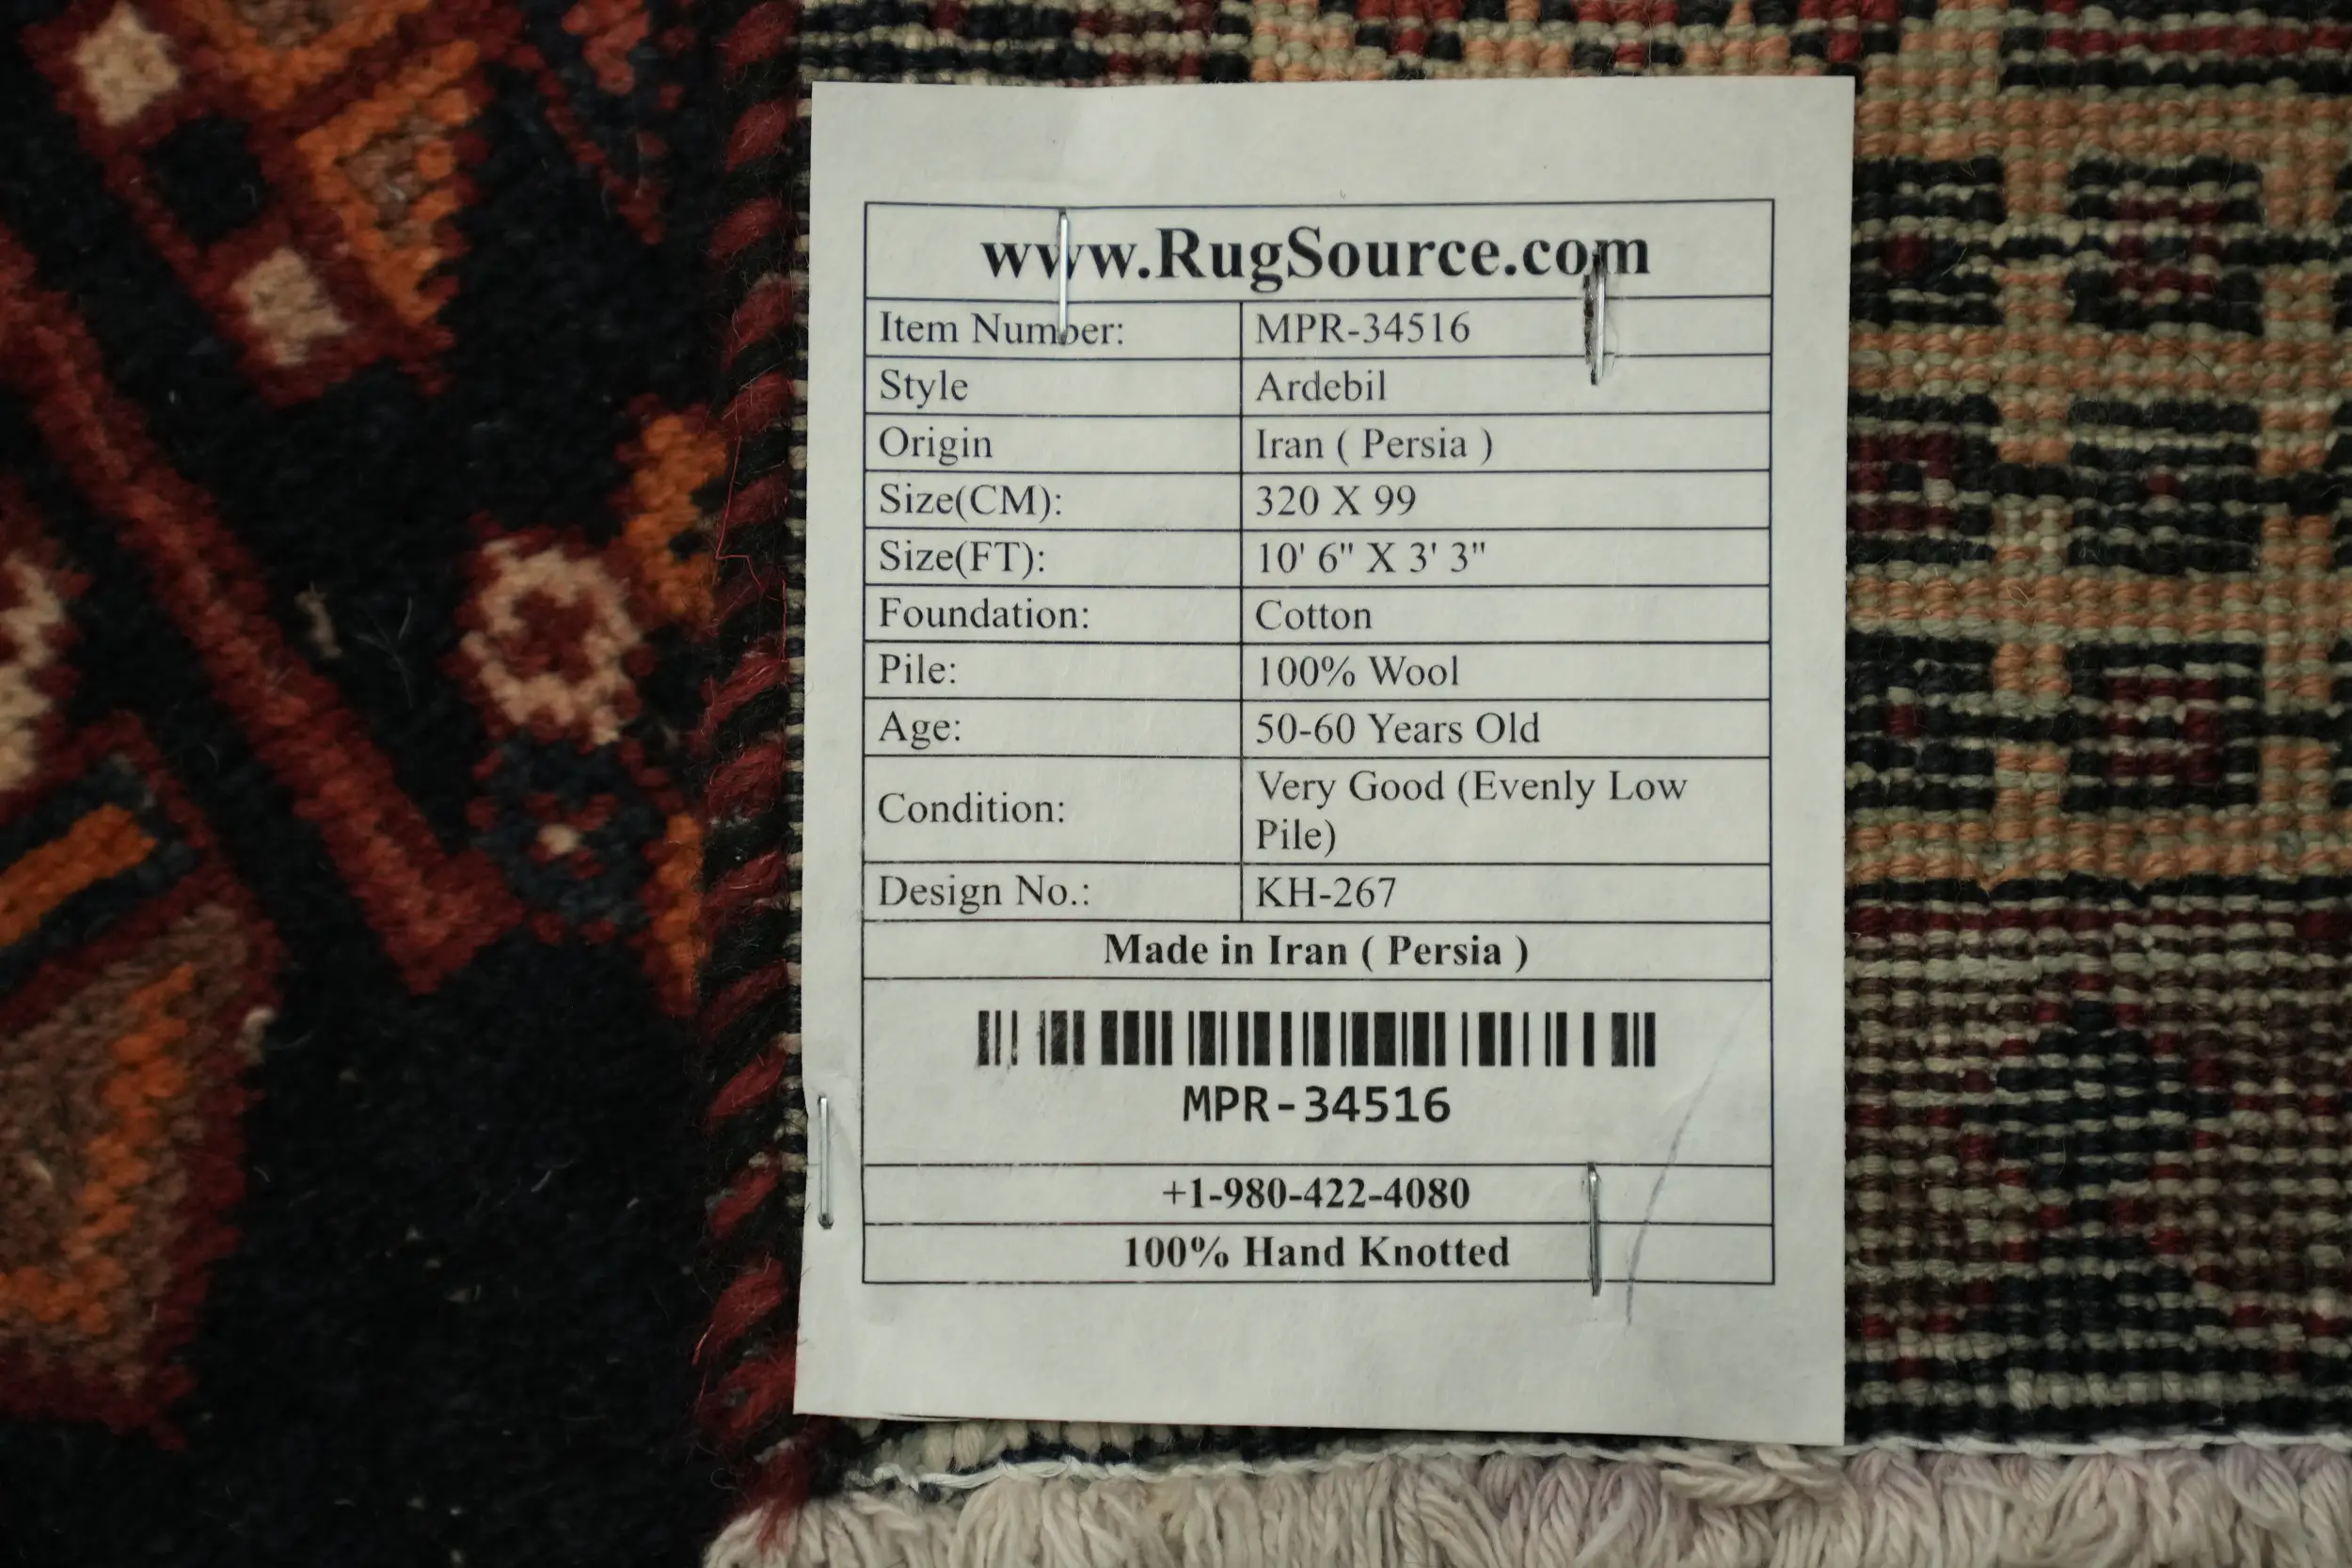 www.RugSource.com
Item Number: MPR-34516
Style Ardebil
Origin Iran ( Persia )
Size(CM): 320 X 99
Size(FT): 10' 6" X 3' 3"
Foundation: Cotton
Pile: 100% Wool
Age: 50-60 Years Old
Condition: Very Good (Evenly Low
Pile)
Design No.: KH-267
Made in Iran ( Persia )
MPR-34516
+1-980-422-4080
100% Hand Knotted